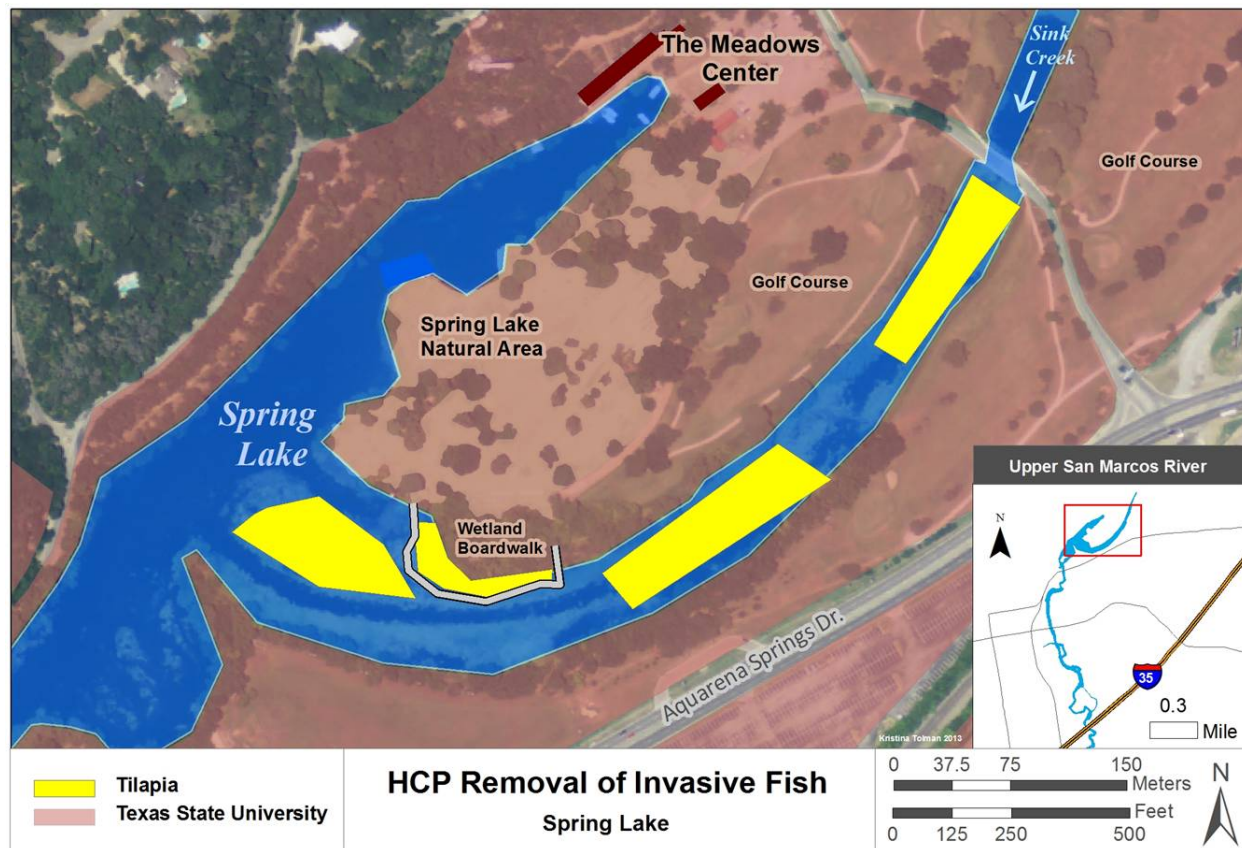 The Meadows
Center
Sink
Creek
Golf Course
Golf Course
Spring Lake
Natural Area
Spring
Lake
Wetland
Boardwalk
Aquarena Springs Dr.
Kristina Tolman 2013
Upper San Marcos River
N
35
0.3
Mile
Tilapia
Texas State University
HCP Removal of Invasive Fish
Spring Lake
0 37.5 75 150
Meters
Feet
0 125 250 500
N